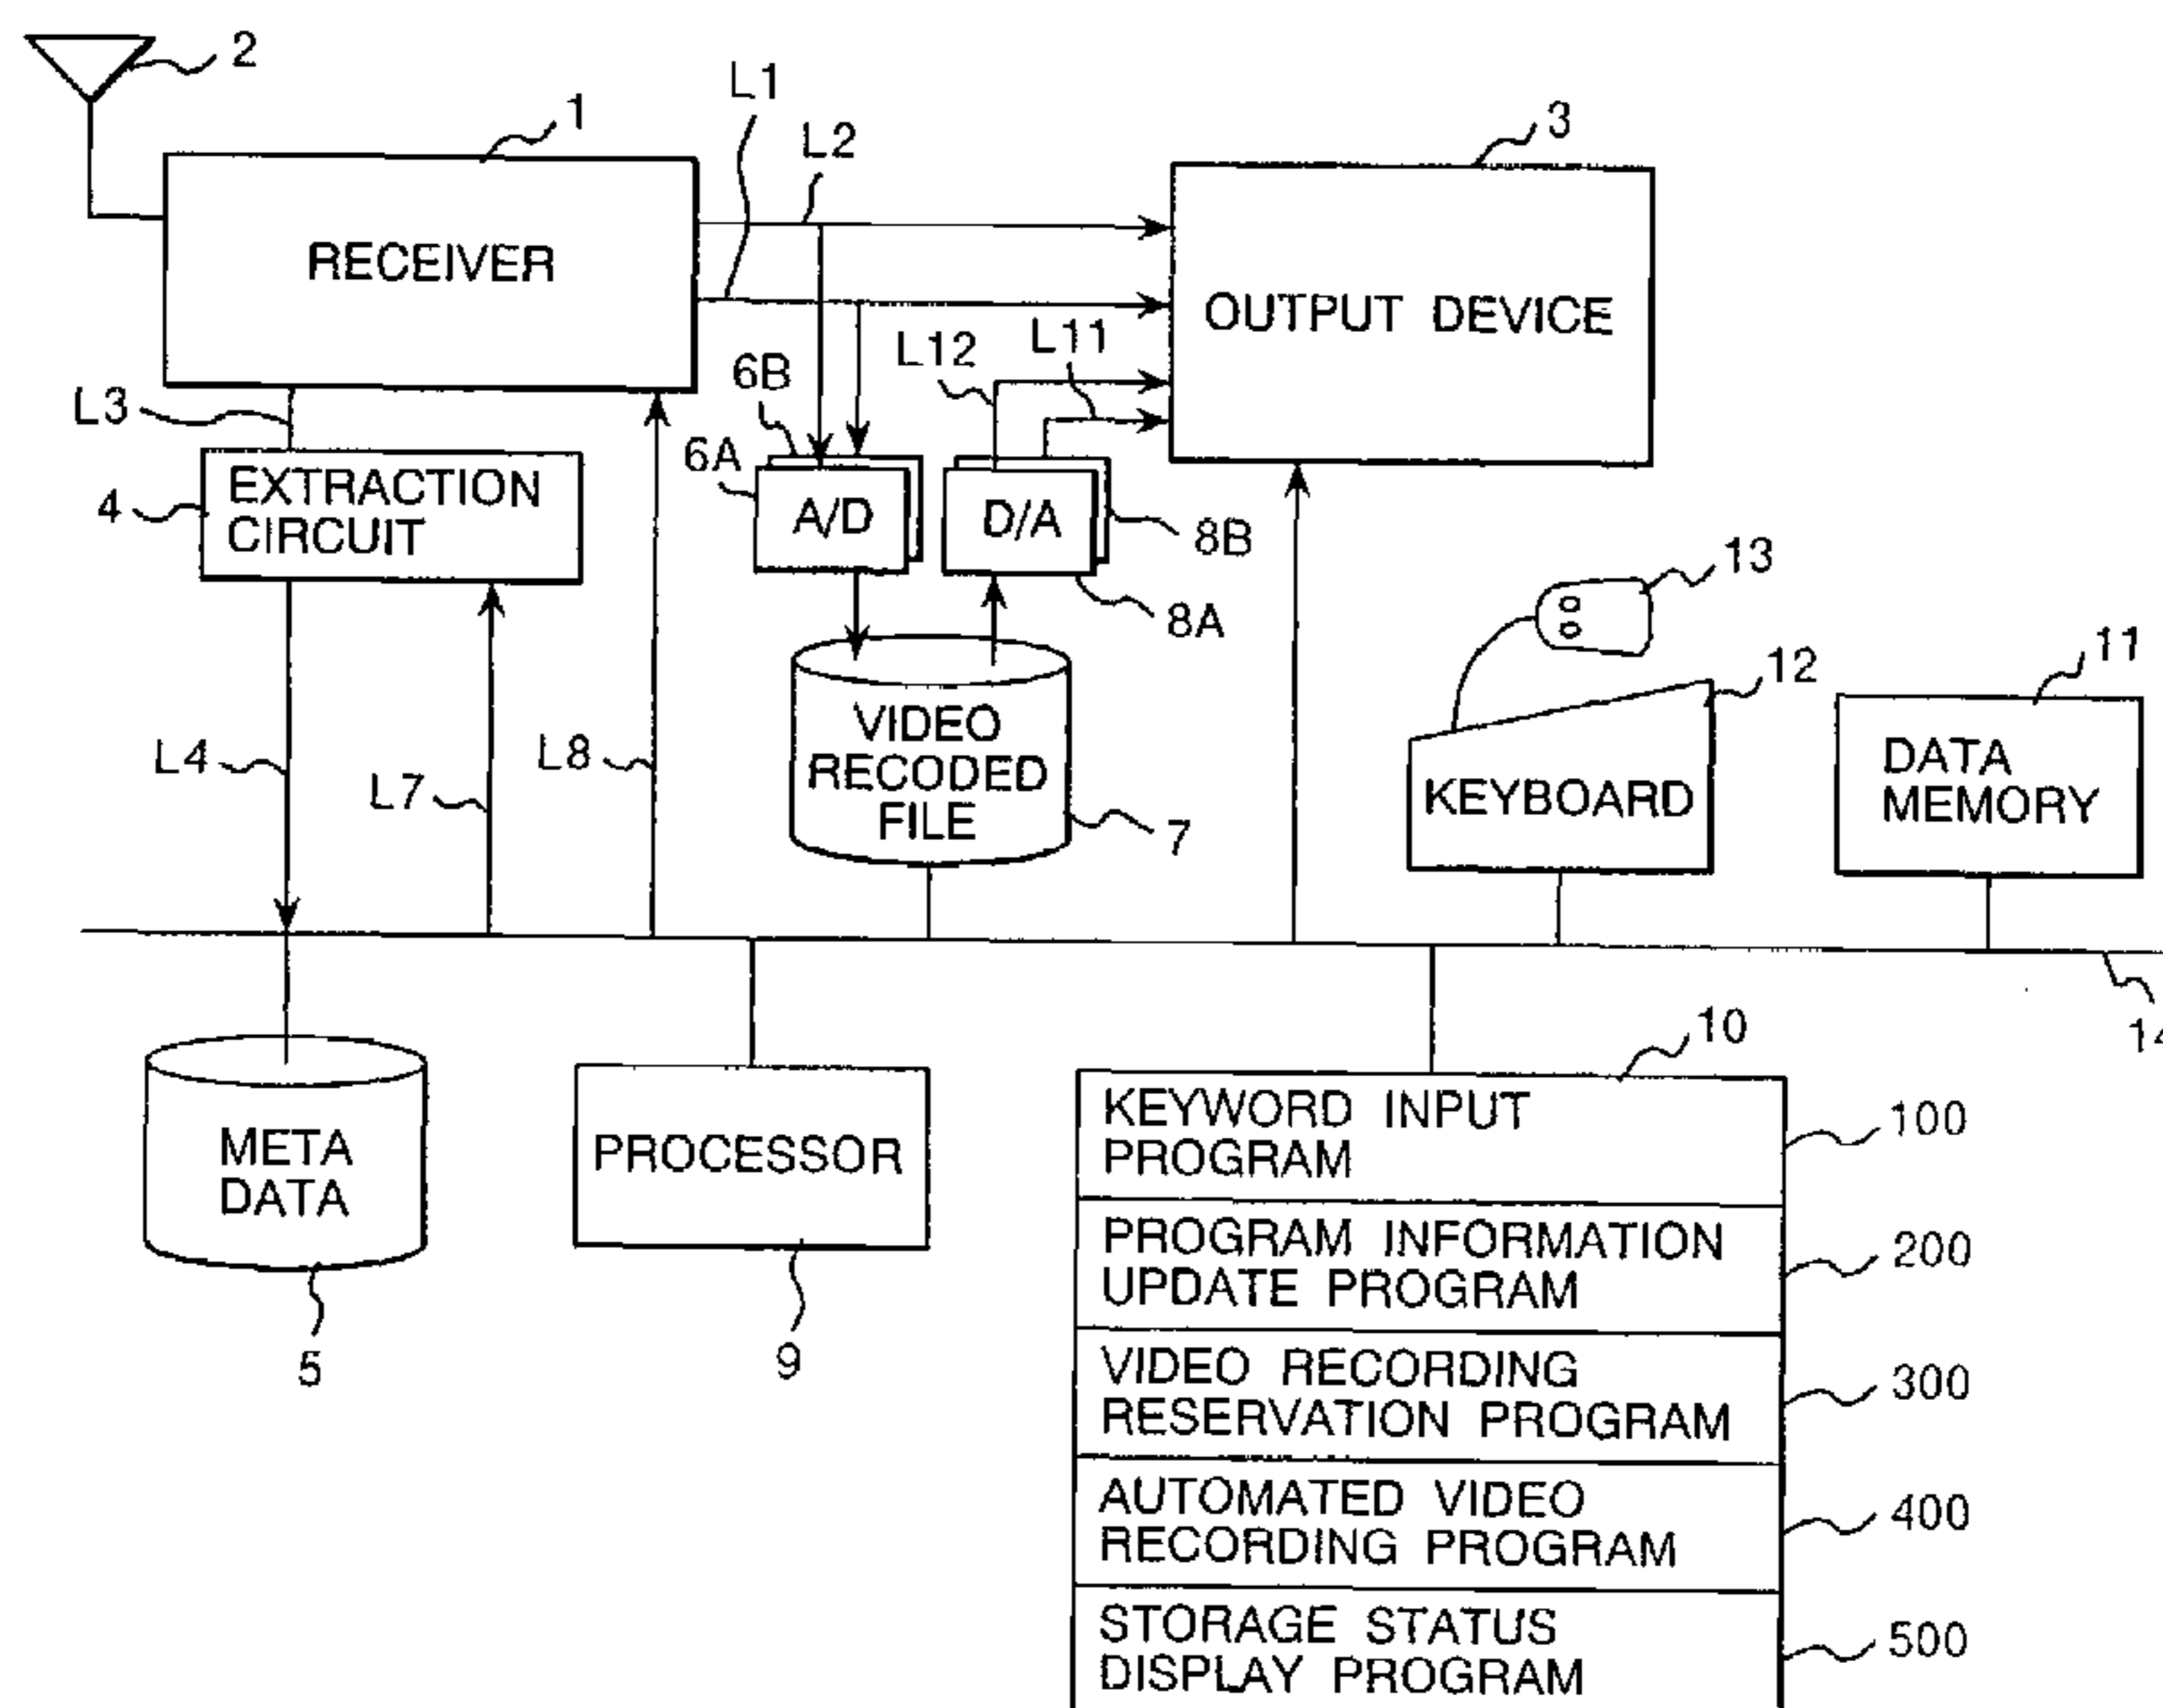 2
1
L1
L2
3
RECEIVER
OUTPUT DEVICE
L12
L11
L3
6B
6A
4
EXTRACTION
CIRCUIT
A/D
D/A
8B
8A
13
12
11
VIDEO
RECODED
FILE
7
KEYBOARD
DATA
MEMORY
L4
L7
L8
14
META
DATA
5
PROCESSOR
9
10
KEYWORD INPUT
PROGRAM
100
PROGRAM INFORMATION
UPDATE PROGRAM
200
VIDEO RECORDING
RESERVATION PROGRAM
300
AUTOMATED VIDEO
RECORDING PROGRAM
400
STORAGE STATUS
DISPLAY PROGRAM
500